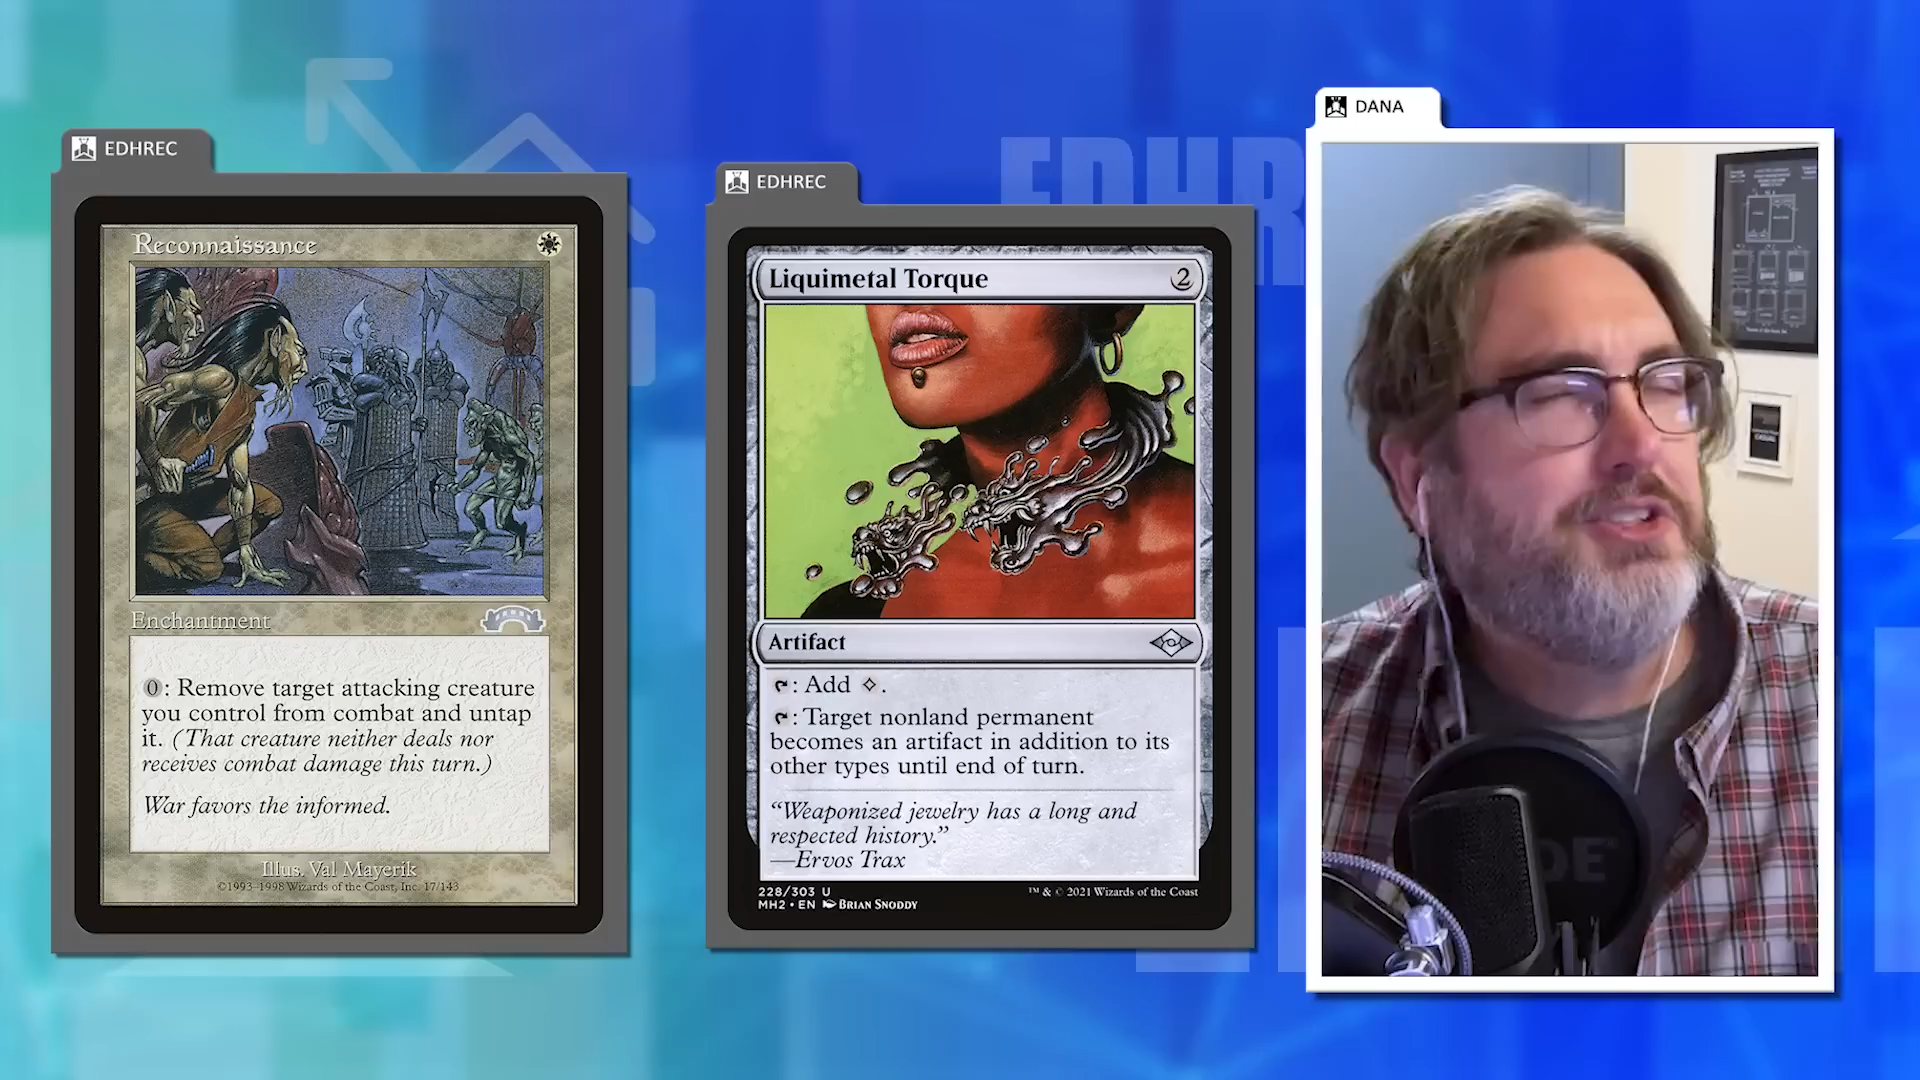 EDHREC
Reconnaissance
Enchantment
0: Remove target attacking creature
you control from combat and untap
it. (That creature neither deals nor
receives combat damage this turn.)
War favors the informed.
Illus. Val Mayerik
©1993–1998 Wizards of the Coast, Inc. 17/143
EDHREC
Liquimetal Torque
2
Artifact
: Add .
: Target nonland permanent
becomes an artifact in addition to its
other types until end of turn.
“Weaponized jewelry has a long and
respected history.”
—Ervos Trax
228/303 U
MH2 • EN BRIAN SNODDY
™ & © 2021 Wizards of the Coast
EDHR
DANA
CASUAL
DE™